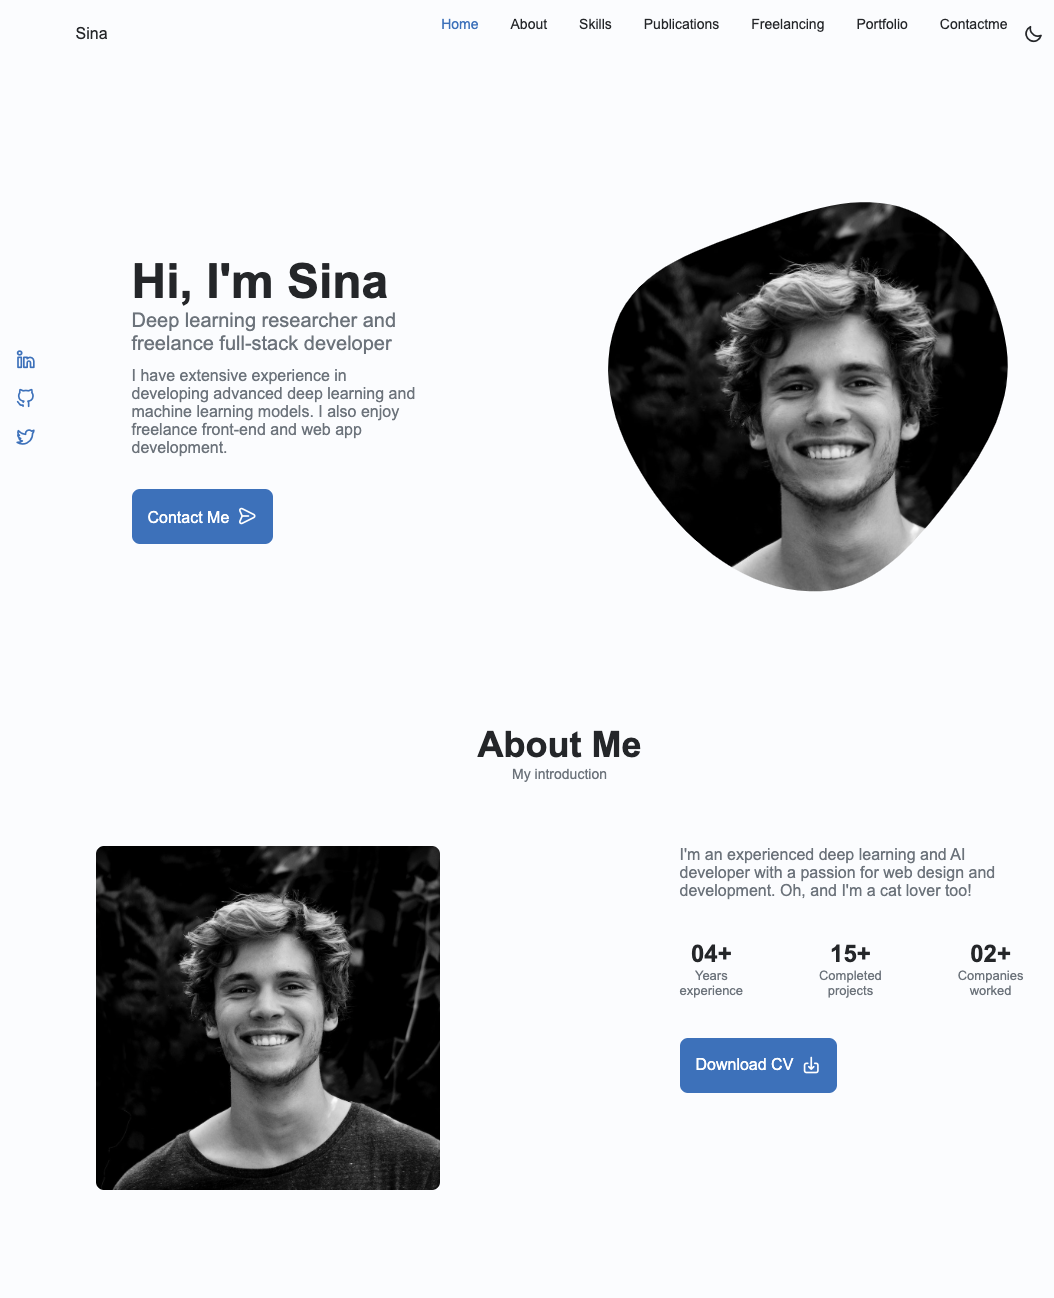 Sina
Home About Skills Publications Freelancing Portfolio Contactme
Hi, I'm Sina
Deep learning researcher and
freelance full-stack developer
I have extensive experience in
developing advanced deep learning and
machine learning models. I also enjoy
freelance front-end and web app
development.
Contact Me
About Me
My introduction
I'm an experienced deep learning and AI
developer with a passion for web design and
development. Oh, and I'm a cat lover too!
04+ 15+ 02+
Years Completed Companies
experience projects worked
Download CV